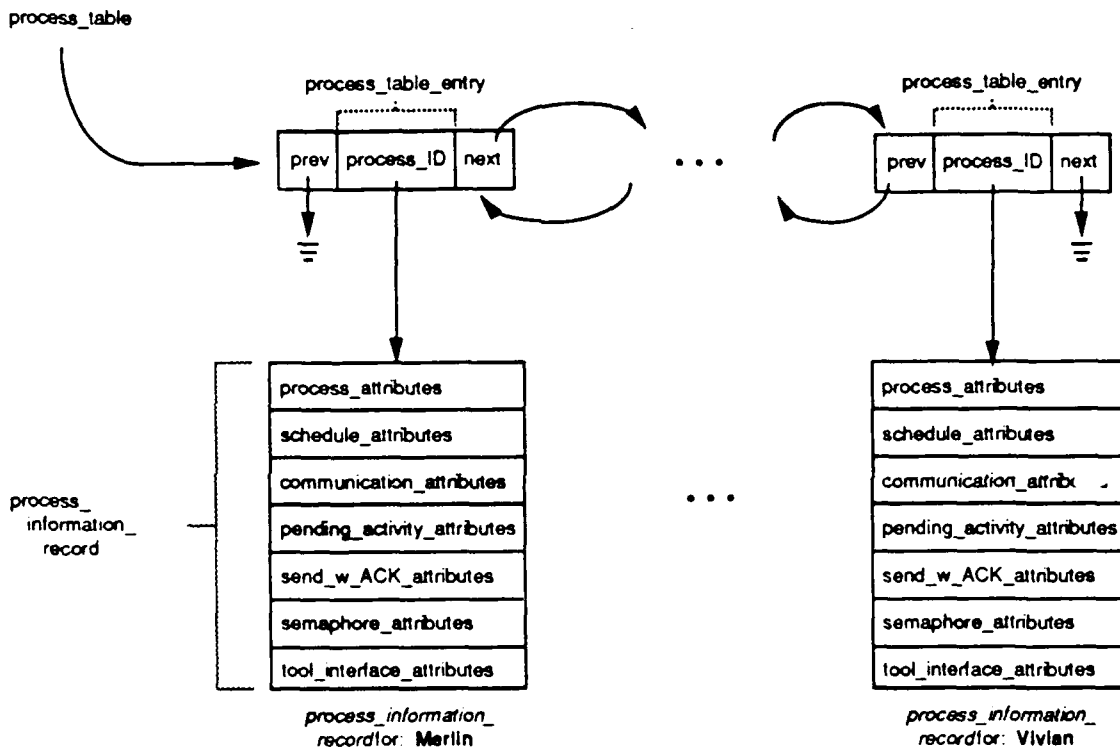 process_table
process_table_entry
prev process_ID next
. . .
process_table_entry
prev process_ID next
process_
information_
record
process_attributes
schedule_attributes
communication_attributes
pending_activity_attributes
send_w_ACK_attributes
semaphore_attributes
tool_interface_attributes
process_information_
recordfor: Merlin
. . .
process_attributes
schedule_attributes
pending_activity_attributes
send_w_ACK_attributes
semaphore_attributes
tool_interface_attributes
process_information_
recordfor: Vivian